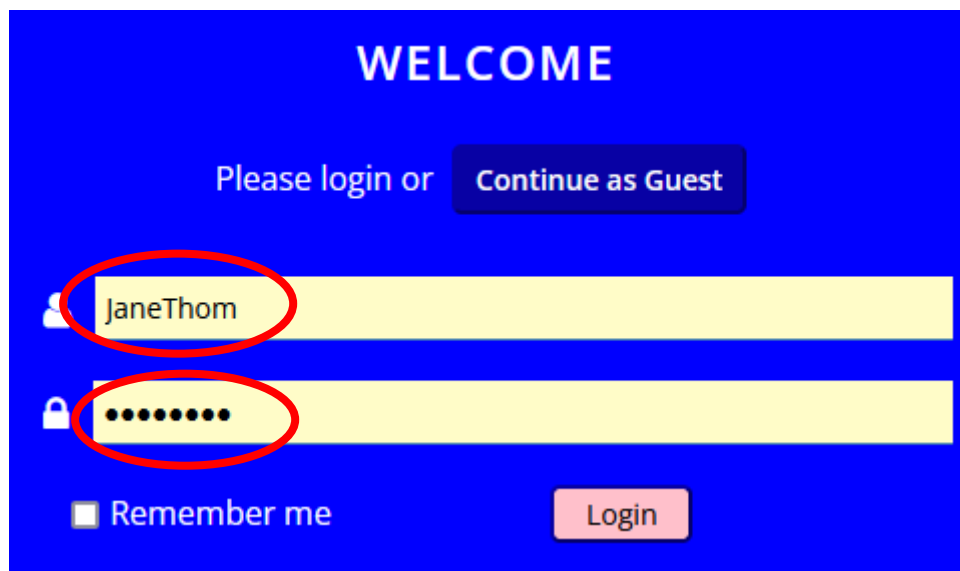 WELCOME
Please login or Continue as Guest
JaneThom
••••••••
Remember me Login